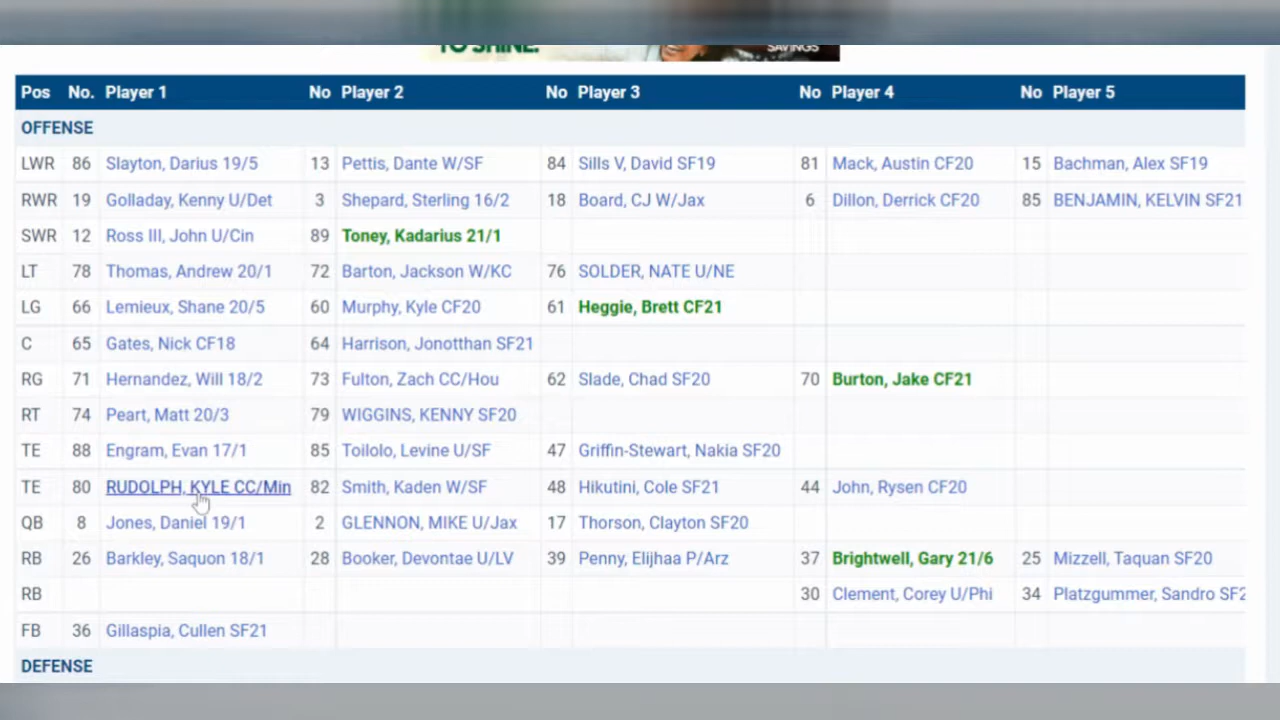 TO SHINE. SAVINGS
Pos No. Player 1 No Player 2 No Player 3 No Player 4 No Player 5
OFFENSE
LWR 86 Slayton, Darius 19/5 13 Pettis, Dante W/SF 84 Sills V, David SF19 81 Mack, Austin CF20 15 Bachman, Alex SF19
RWR 19 Golladay, Kenny U/Det 3 Shepard, Sterling 16/2 18 Board, CJ W/Jax 6 Dillon, Derrick CF20 85 BENJAMIN, KELVIN SF21
SWR 12 Ross III, John U/Cin 89 Toney, Kadarius 21/1
LT 78 Thomas, Andrew 20/1 72 Barton, Jackson W/KC 76 SOLDER, NATE U/NE
LG 66 Lemieux, Shane 20/5 60 Murphy, Kyle CF20 61 Heggie, Brett CF21
C 65 Gates, Nick CF18 64 Harrison, Jonotthan SF21
RG 71 Hernandez, Will 18/2 73 Fulton, Zach CC/Hou 62 Slade, Chad SF20 70 Burton, Jake CF21
RT 74 Peart, Matt 20/3 79 WIGGINS, KENNY SF20
TE 88 Engram, Evan 17/1 85 Toilolo, Levine U/SF 47 Griffin-Stewart, Nakia SF20
TE 80 RUDOLPH, KYLE CC/Min 82 Smith, Kaden W/SF 48 Hikutini, Cole SF21 44 John, Rysen CF20
QB 8 Jones, Daniel 19/1 2 GLENNON, MIKE U/Jax 17 Thorson, Clayton SF20
RB 26 Barkley, Saquon 18/1 28 Booker, Devontae U/LV 39 Penny, Elijhaa P/Arz 37 Brightwell, Gary 21/6 25 Mizzell, Taquan SF20
RB 30 Clement, Corey U/Phi 34 Platzgummer, Sandro SF2
FB 36 Gillaspia, Cullen SF21
DEFENSE